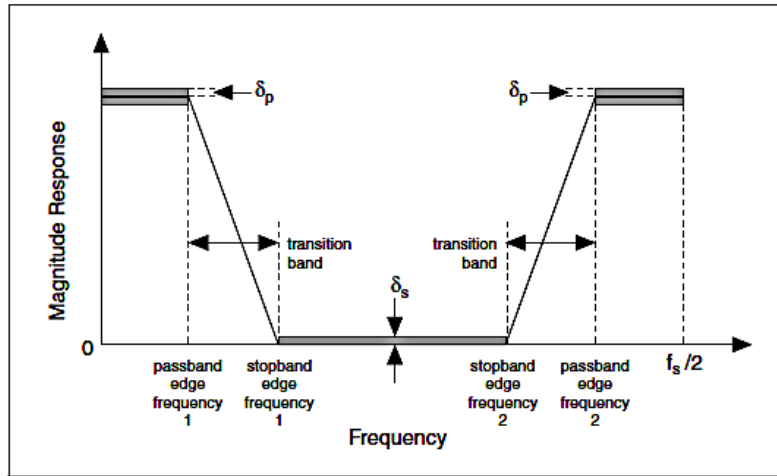 Magnitude Response
δp
δp
transition
band
transition
band
δs
0
passband
edge
frequency
1
stopband
edge
frequency
1
stopband
edge
frequency
2
passband
edge
frequency
2
fs /2
Frequency